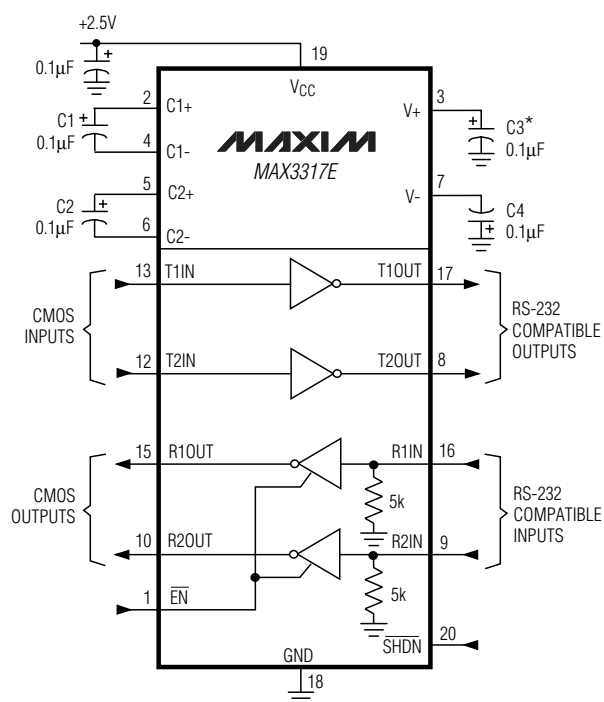 +2.5V
0.1μF
19
VCC
2
C1+
C1
0.1μF
4
C1-
5
C2+
C2
0.1μF
6
C2-
MAXIM
MAX3317E
3
V+
C3*
0.1μF
7
V-
C4
0.1μF
CMOS
INPUTS
13
T1IN
T1OUT
17
12
T2IN
T2OUT
8
RS-232
COMPATIBLE
OUTPUTS
CMOS
OUTPUTS
15
R1OUT
R1IN
16
5k
10
R2OUT
R2IN
9
5k
RS-232
COMPATIBLE
INPUTS
1
E̅N̅
S̅H̅D̅N̅
20
GND
18